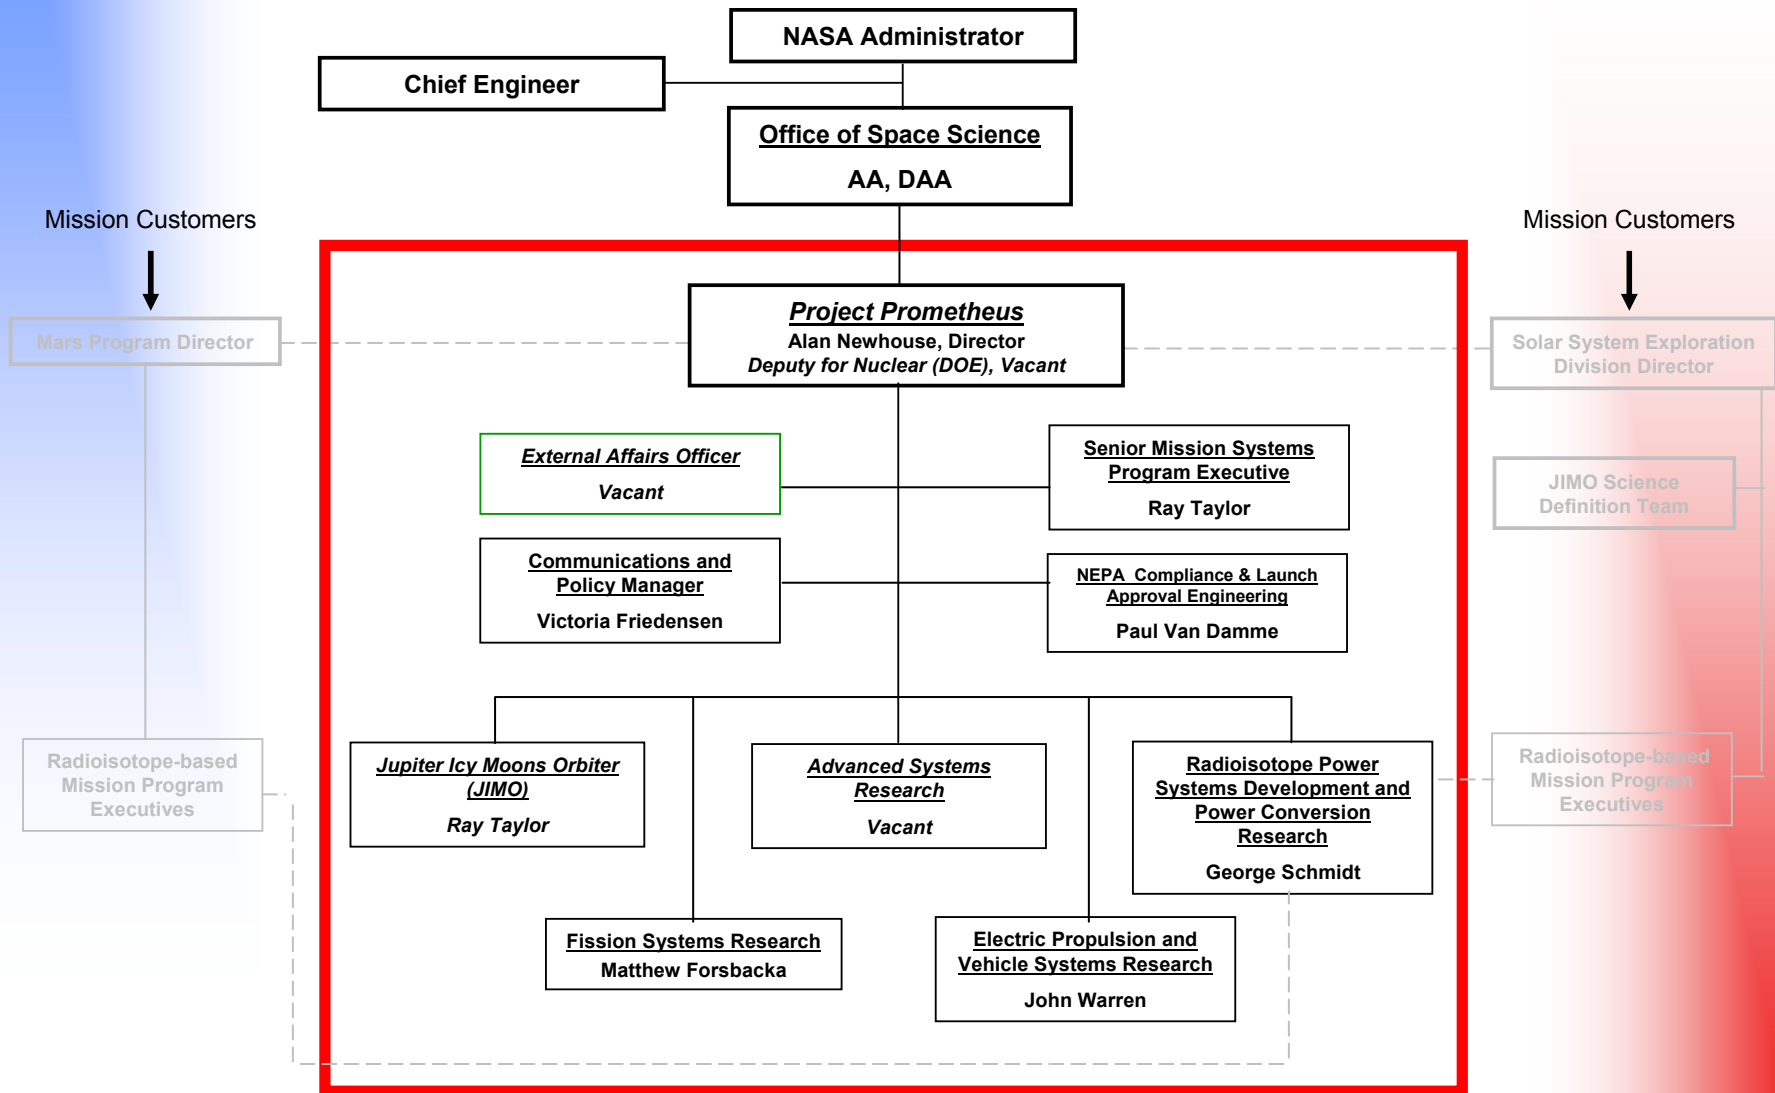 NASA Administrator
Chief Engineer
Office of Space Science
AA, DAA
Mission Customers
Mission Customers
Project Prometheus
Alan Newhouse, Director
Deputy for Nuclear (DOE), Vacant
Mars Program Director
Solar System Exploration
Division Director
External Affairs Officer
Vacant
Senior Mission Systems
Program Executive
Ray Taylor
JIMO Science
Definition Team
Communications and
Policy Manager
Victoria Friedensen
NEPA  Compliance & Launch
Approval Engineering
Paul Van Damme
Radioisotope-based
Mission Program
Executives
Jupiter Icy Moons Orbiter
(JIMO)
Ray Taylor
Advanced Systems
Research
Vacant
Radioisotope Power
Systems Development and
Power Conversion
Research
George Schmidt
Radioisotope-based
Mission Program
Executives
Fission Systems Research
Matthew Forsbacka
Electric Propulsion and
Vehicle Systems Research
John Warren